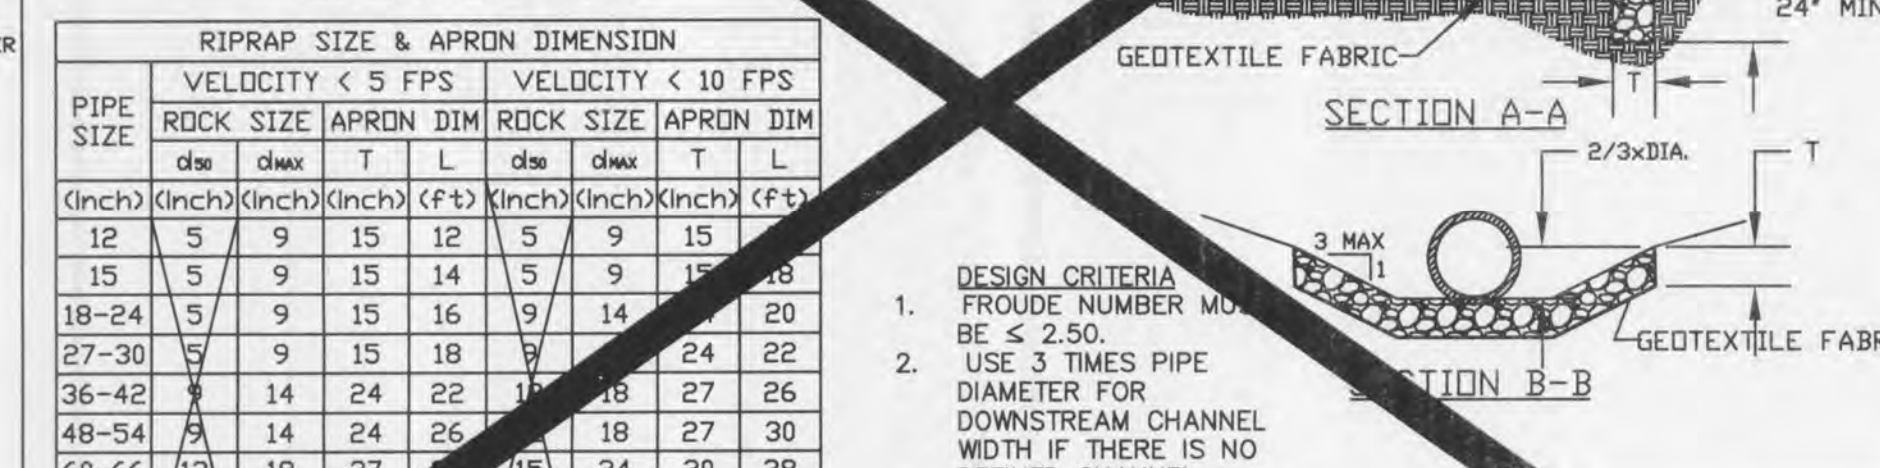 RIPRAP SIZE & APRON DIMENSION
PIPE SIZE VELOCITY < 5 FPS VELOCITY < 10 FPS
ROCK SIZE APRON DIM ROCK SIZE APRON DIM
d50 dMAX T L d50 dMAX T L
(Inch) (Inch) (Inch) (Inch) (ft) (Inch) (Inch) (Inch) (ft)
12 5 9 15 12 5 9 15
15 5 9 15 14 5 9 15 18
18-24 5 9 15 16 9 14 20
27-30 5 9 15 18 9 24 22
36-42 9 14 24 22 18 27 26
48-54 9 14 24 26 18 27 30
GEOTEXTILE FABRIC
24" MIN
T
SECTION A-A
2/3xDIA.
T
3 MAX
1
GEOTEXTILE
SECTION B-B
DESIGN CRITERIA
1. FROUDE NUMBER
BE ≤ 2.50.
2. USE 3 TIMES PIPE
DIAMETER FOR
DOWNSTREAM CHANNEL
WIDTH IF THERE IS NO